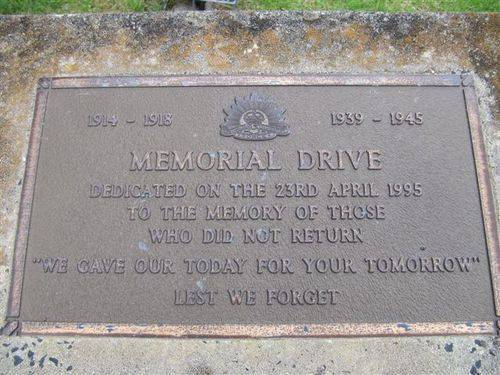 1914 - 1918
1939 - 1945
MEMORIAL DRIVE
DEDICATED ON THE 23RD APRIL 1995
TO THE MEMORY OF THOSE
WHO DID NOT RETURN
"WE GAVE OUR TODAY FOR YOUR TOMORROW"
LEST WE FORGET